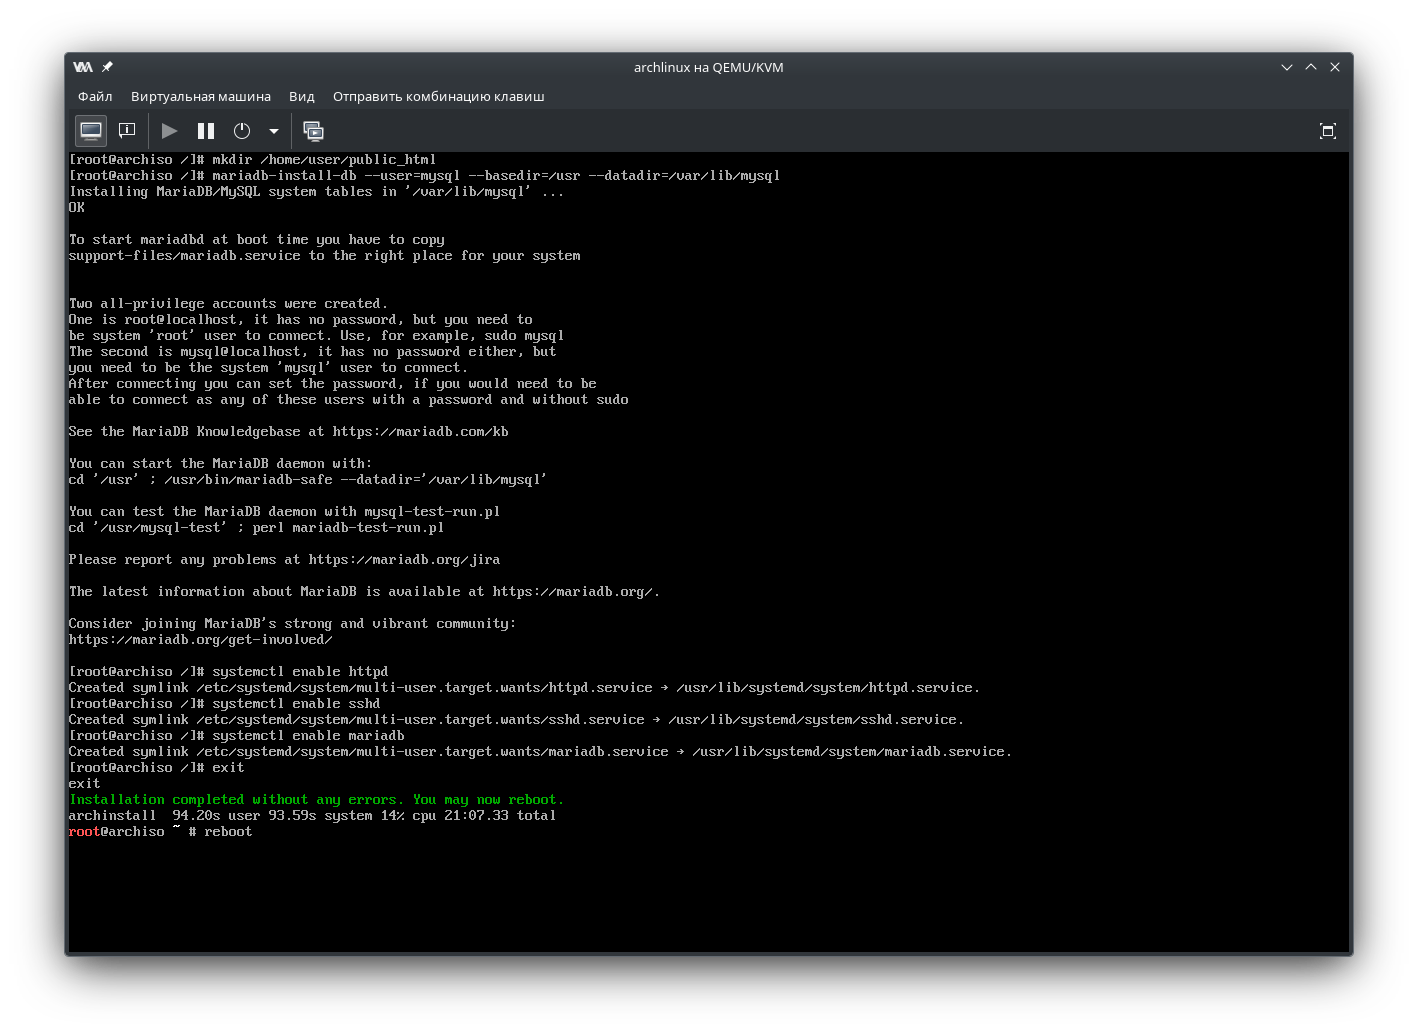 archlinux на QEMU/KVM
Файл Виртуальная машина Вид Отправить комбинацию клавиш
[root@archiso /]# mkdir /home/user/public_html
[root@archiso /]# mariadb-install-db --user=mysql --basedir=/usr --datadir=/var/lib/mysql
Installing MariaDB/MySQL system tables in '/var/lib/mysql' ...
OK
To start mariadbd at boot time you have to copy
support-files/mariadb.service to the right place for your system
Two all-privilege accounts were created.
One is root@localhost, it has no password, but you need to
be system 'root' user to connect. Use, for example, sudo mysql
The second is mysql@localhost, it has no password either, but
you need to be the system 'mysql' user to connect.
After connecting you can set the password, if you would need to be
able to connect as any of these users with a password and without sudo
See the MariaDB Knowledgebase at https://mariadb.com/kb
You can start the MariaDB daemon with:
cd '/usr' ; /usr/bin/mariadb-safe --datadir='/var/lib/mysql'
You can test the MariaDB daemon with mysql-test-run.pl
cd '/usr/mysql-test' ; perl mariadb-test-run.pl
Please report any problems at https://mariadb.org/jira
The latest information about MariaDB is available at https://mariadb.org/.
Consider joining MariaDB's strong and vibrant community:
https://mariadb.org/get-involved/
[root@archiso /]# systemctl enable httpd
Created symlink /etc/systemd/system/multi-user.target.wants/httpd.service → /usr/lib/systemd/system/httpd.service.
[root@archiso /]# systemctl enable sshd
Created symlink /etc/systemd/system/multi-user.target.wants/sshd.service → /usr/lib/systemd/system/sshd.service.
[root@archiso /]# systemctl enable mariadb
Created symlink /etc/systemd/system/multi-user.target.wants/mariadb.service → /usr/lib/systemd/system/mariadb.service.
[root@archiso /]# exit
exit
Installation completed without any errors. You may now reboot.
archinstall  94.20s user 93.59s system 14% cpu 21:07.33 total
root@archiso ~ # reboot